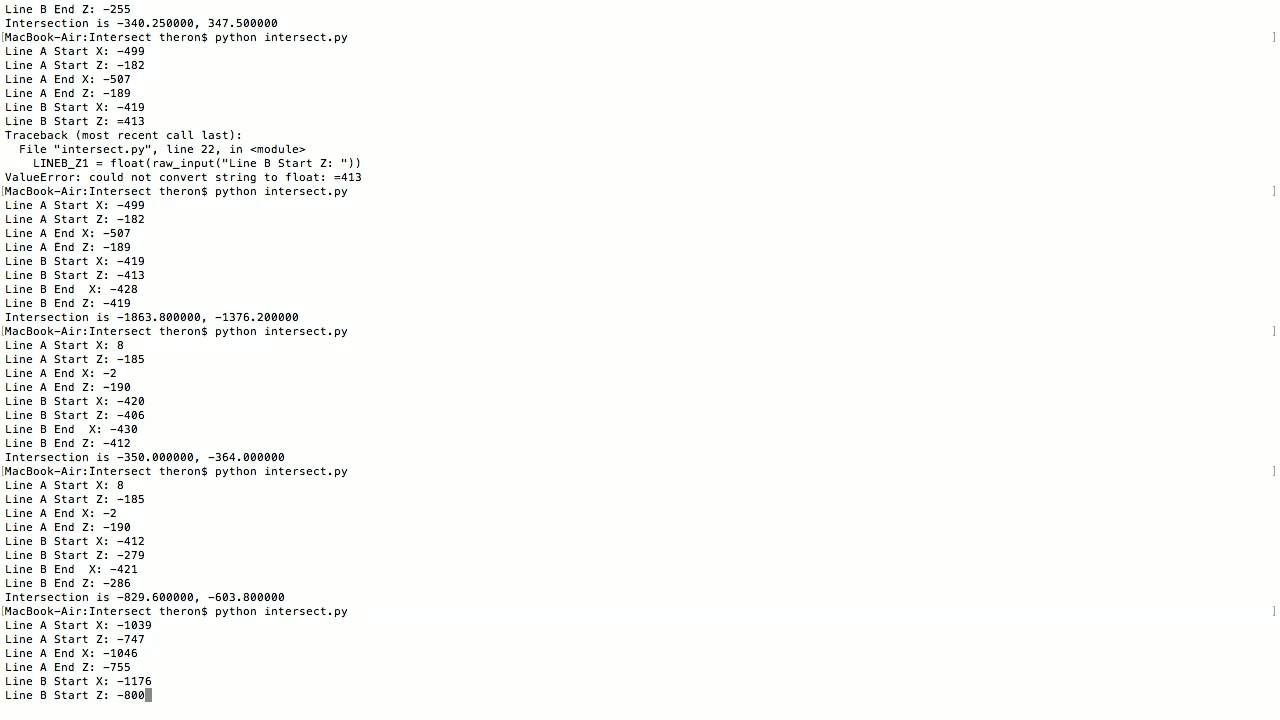 Line B End Z: -255
Intersection is -340.250000, 347.500000
[MacBook-Air:Intersect theron$ python intersect.py ]
Line A Start X: -499
Line A Start Z: -182
Line A End X: -507
Line A End Z: -189
Line B Start X: -419
Line B Start Z: =413
Traceback (most recent call last):
  File "intersect.py", line 22, in <module>
    LINEB_Z1 = float(raw_input("Line B Start Z: "))
ValueError: could not convert string to float: =413
[MacBook-Air:Intersect theron$ python intersect.py ]
Line A Start X: -499
Line A Start Z: -182
Line A End X: -507
Line A End Z: -189
Line B Start X: -419
Line B Start Z: -413
Line B End  X: -428
Line B End Z: -419
Intersection is -1863.800000, -1376.200000
[MacBook-Air:Intersect theron$ python intersect.py ]
Line A Start X: 8
Line A Start Z: -185
Line A End X: -2
Line A End Z: -190
Line B Start X: -420
Line B Start Z: -406
Line B End  X: -430
Line B End Z: -412
Intersection is -350.000000, -364.000000
[MacBook-Air:Intersect theron$ python intersect.py ]
Line A Start X: 8
Line A Start Z: -185
Line A End X: -2
Line A End Z: -190
Line B Start X: -412
Line B Start Z: -279
Line B End  X: -421
Line B End Z: -286
Intersection is -829.600000, -603.800000
[MacBook-Air:Intersect theron$ python intersect.py ]
Line A Start X: -1039
Line A Start Z: -747
Line A End X: -1046
Line A End Z: -755
Line B Start X: -1176
Line B Start Z: -800